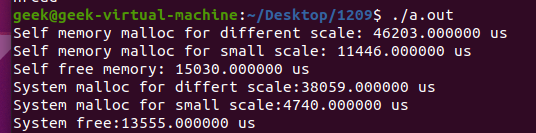 geek@geek-virtual-machine:~/Desktop/1209$ ./a.out
Self memory malloc for different scale: 46203.000000 us
Self memory malloc for small scale: 11446.000000 us
Self free memory: 15030.000000 us
System malloc for differt scale:38059.000000 us
System malloc for small scale:4740.000000 us
System free:13555.000000 us